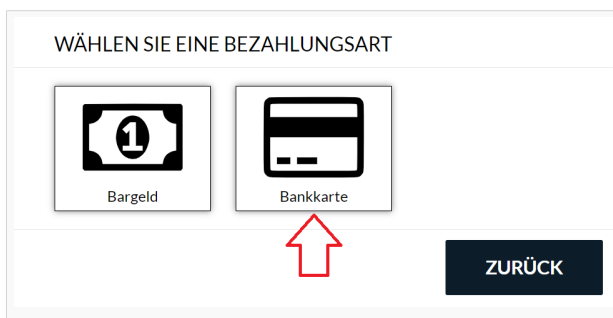 WÄHLEN SIE EINE BEZAHLUNGSART
1
Bargeld
Bankkarte
ZURÜCK